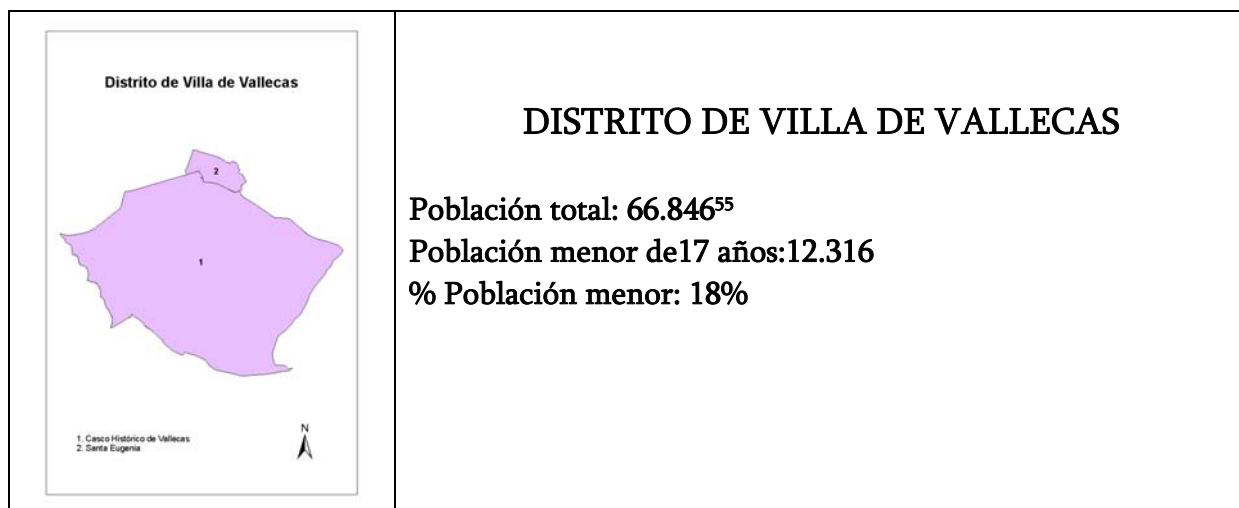 Distrito de Villa de Vallecas
2
1
1. Casco Histórico de Vallecas
2. Santa Eugenia
N
DISTRITO DE VILLA DE VALLECAS
Población total: 66.846⁵⁵
Población menor de17 años:12.316
% Población menor: 18%